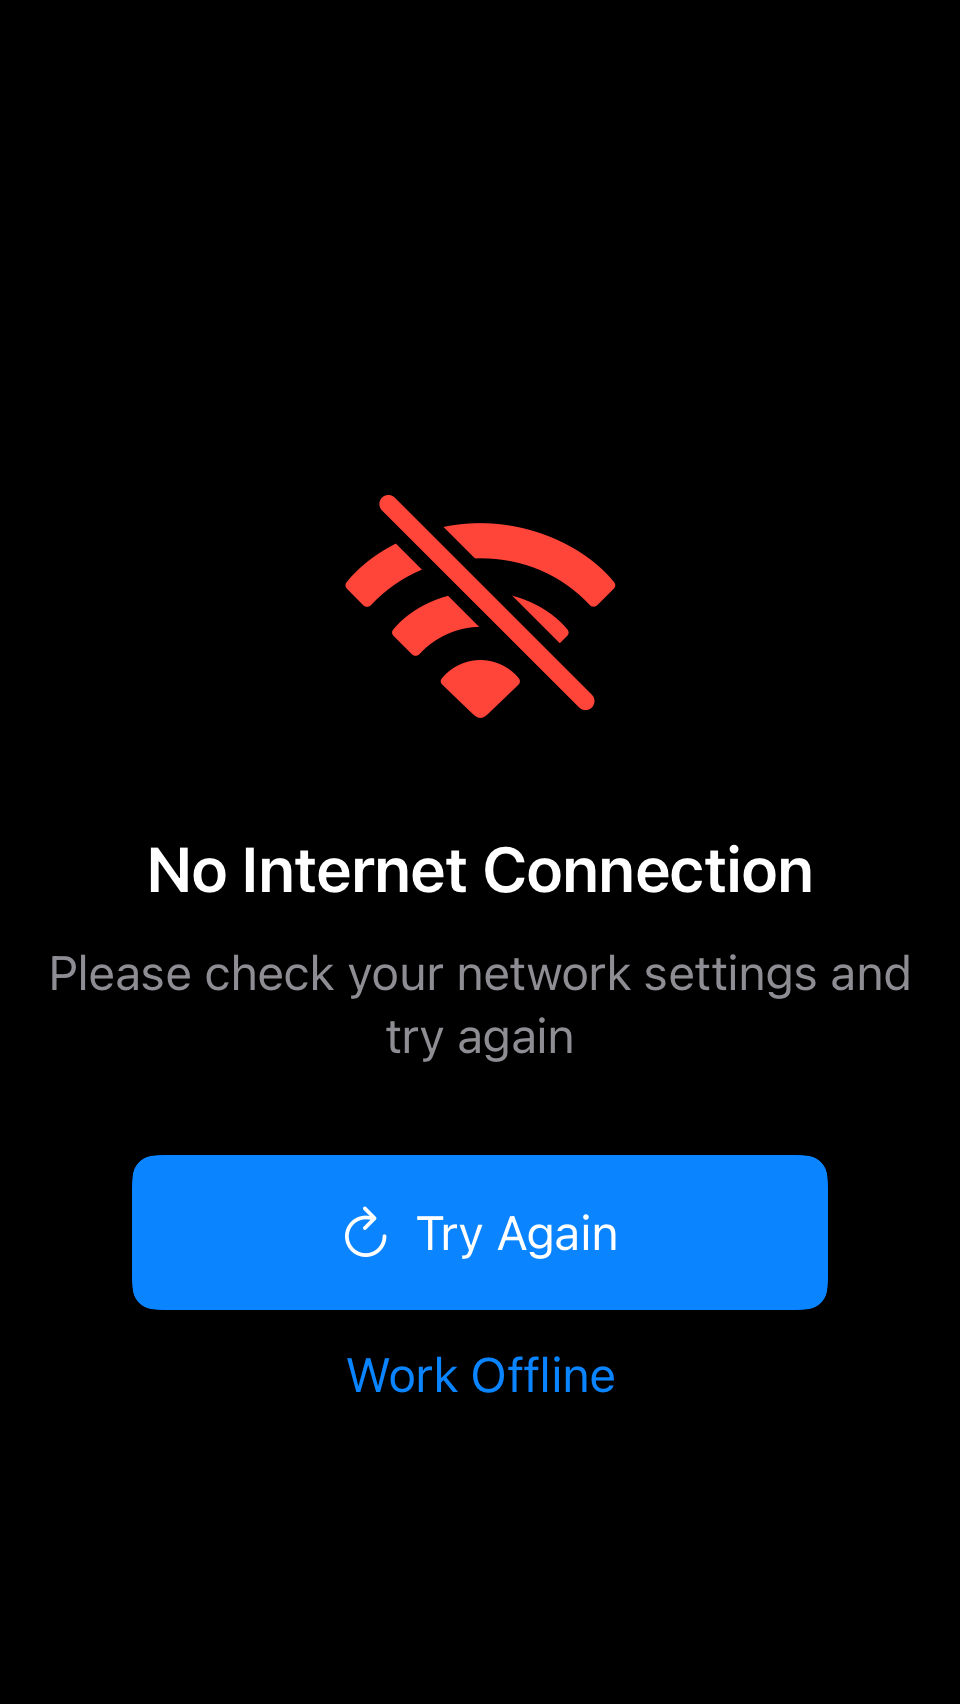 No Internet Connection
Please check your network settings and
try again
Try Again
Work Offline